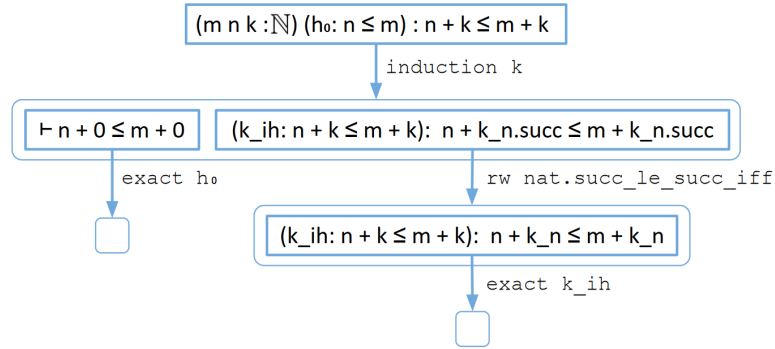 (m n k :ℕ) (h₀: n ≤ m) : n + k ≤ m + k
induction k
⊢ n + 0 ≤ m + 0
(k_ih: n + k ≤ m + k): n + k_n.succ ≤ m + k_n.succ
exact h₀
rw nat.succ_le_succ_iff
(k_ih: n + k ≤ m + k): n + k_n ≤ m + k_n
exact k_ih